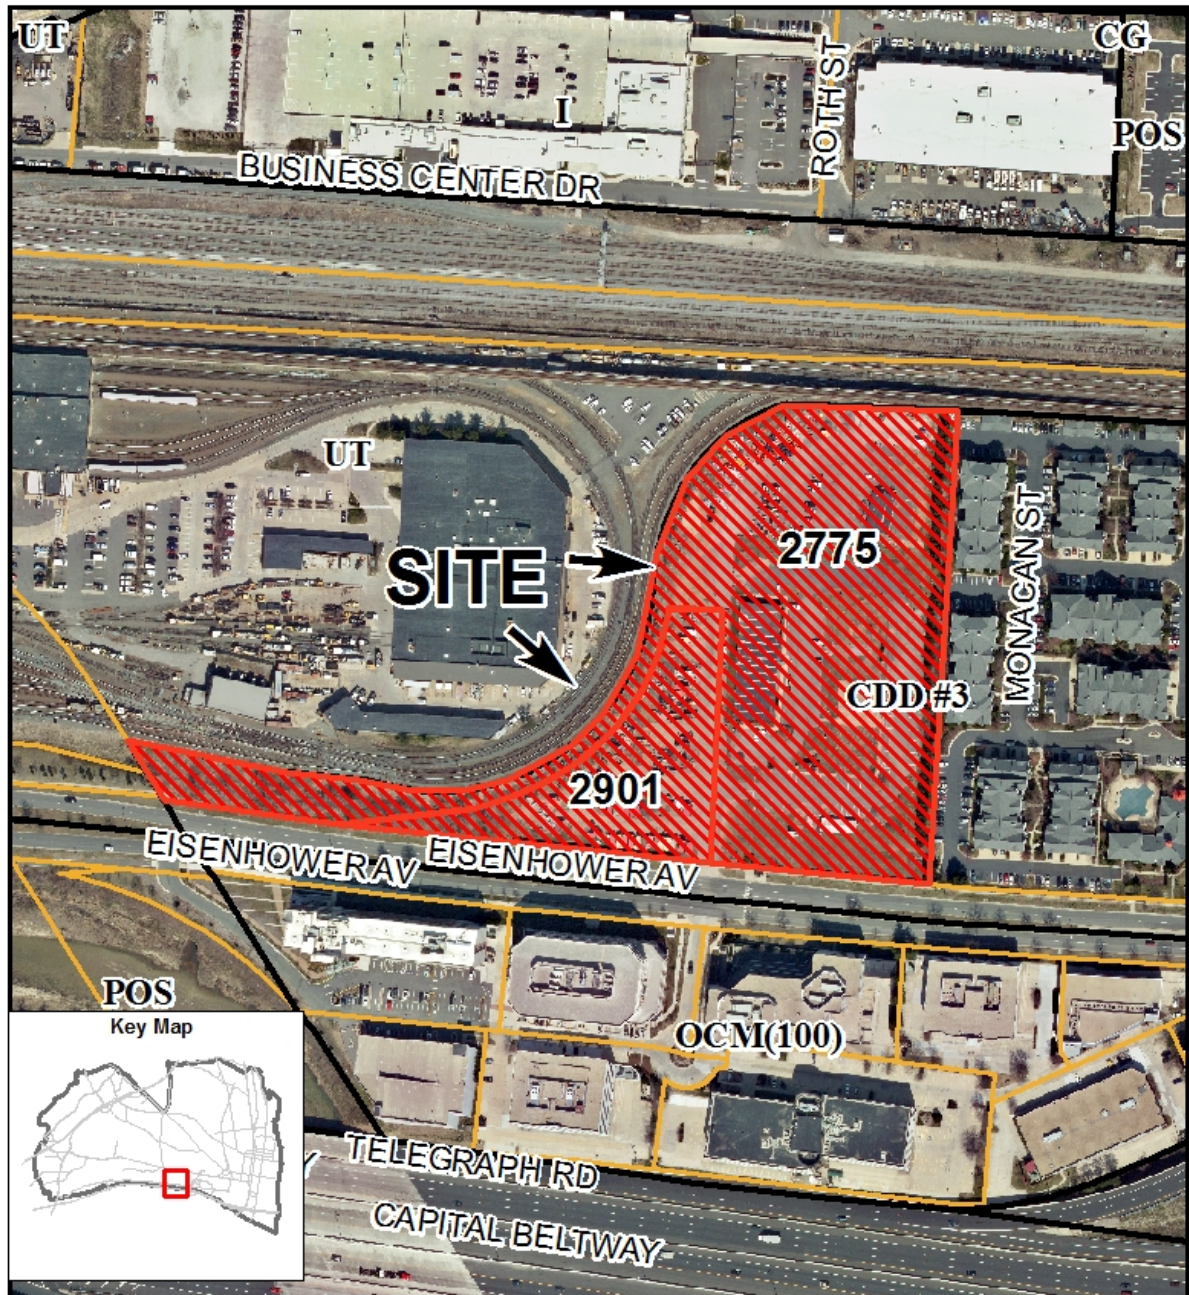 UT
CG
I
ROTH ST
POS
BUSINESS CENTER DR
UT
SITE
2775
MONACAN ST
CDD #3
2901
EISENHOWER AV
EISENHOWER AV
POS
OCM(100)
Key Map
TELEGRAPH RD
CAPITAL BELTWAY